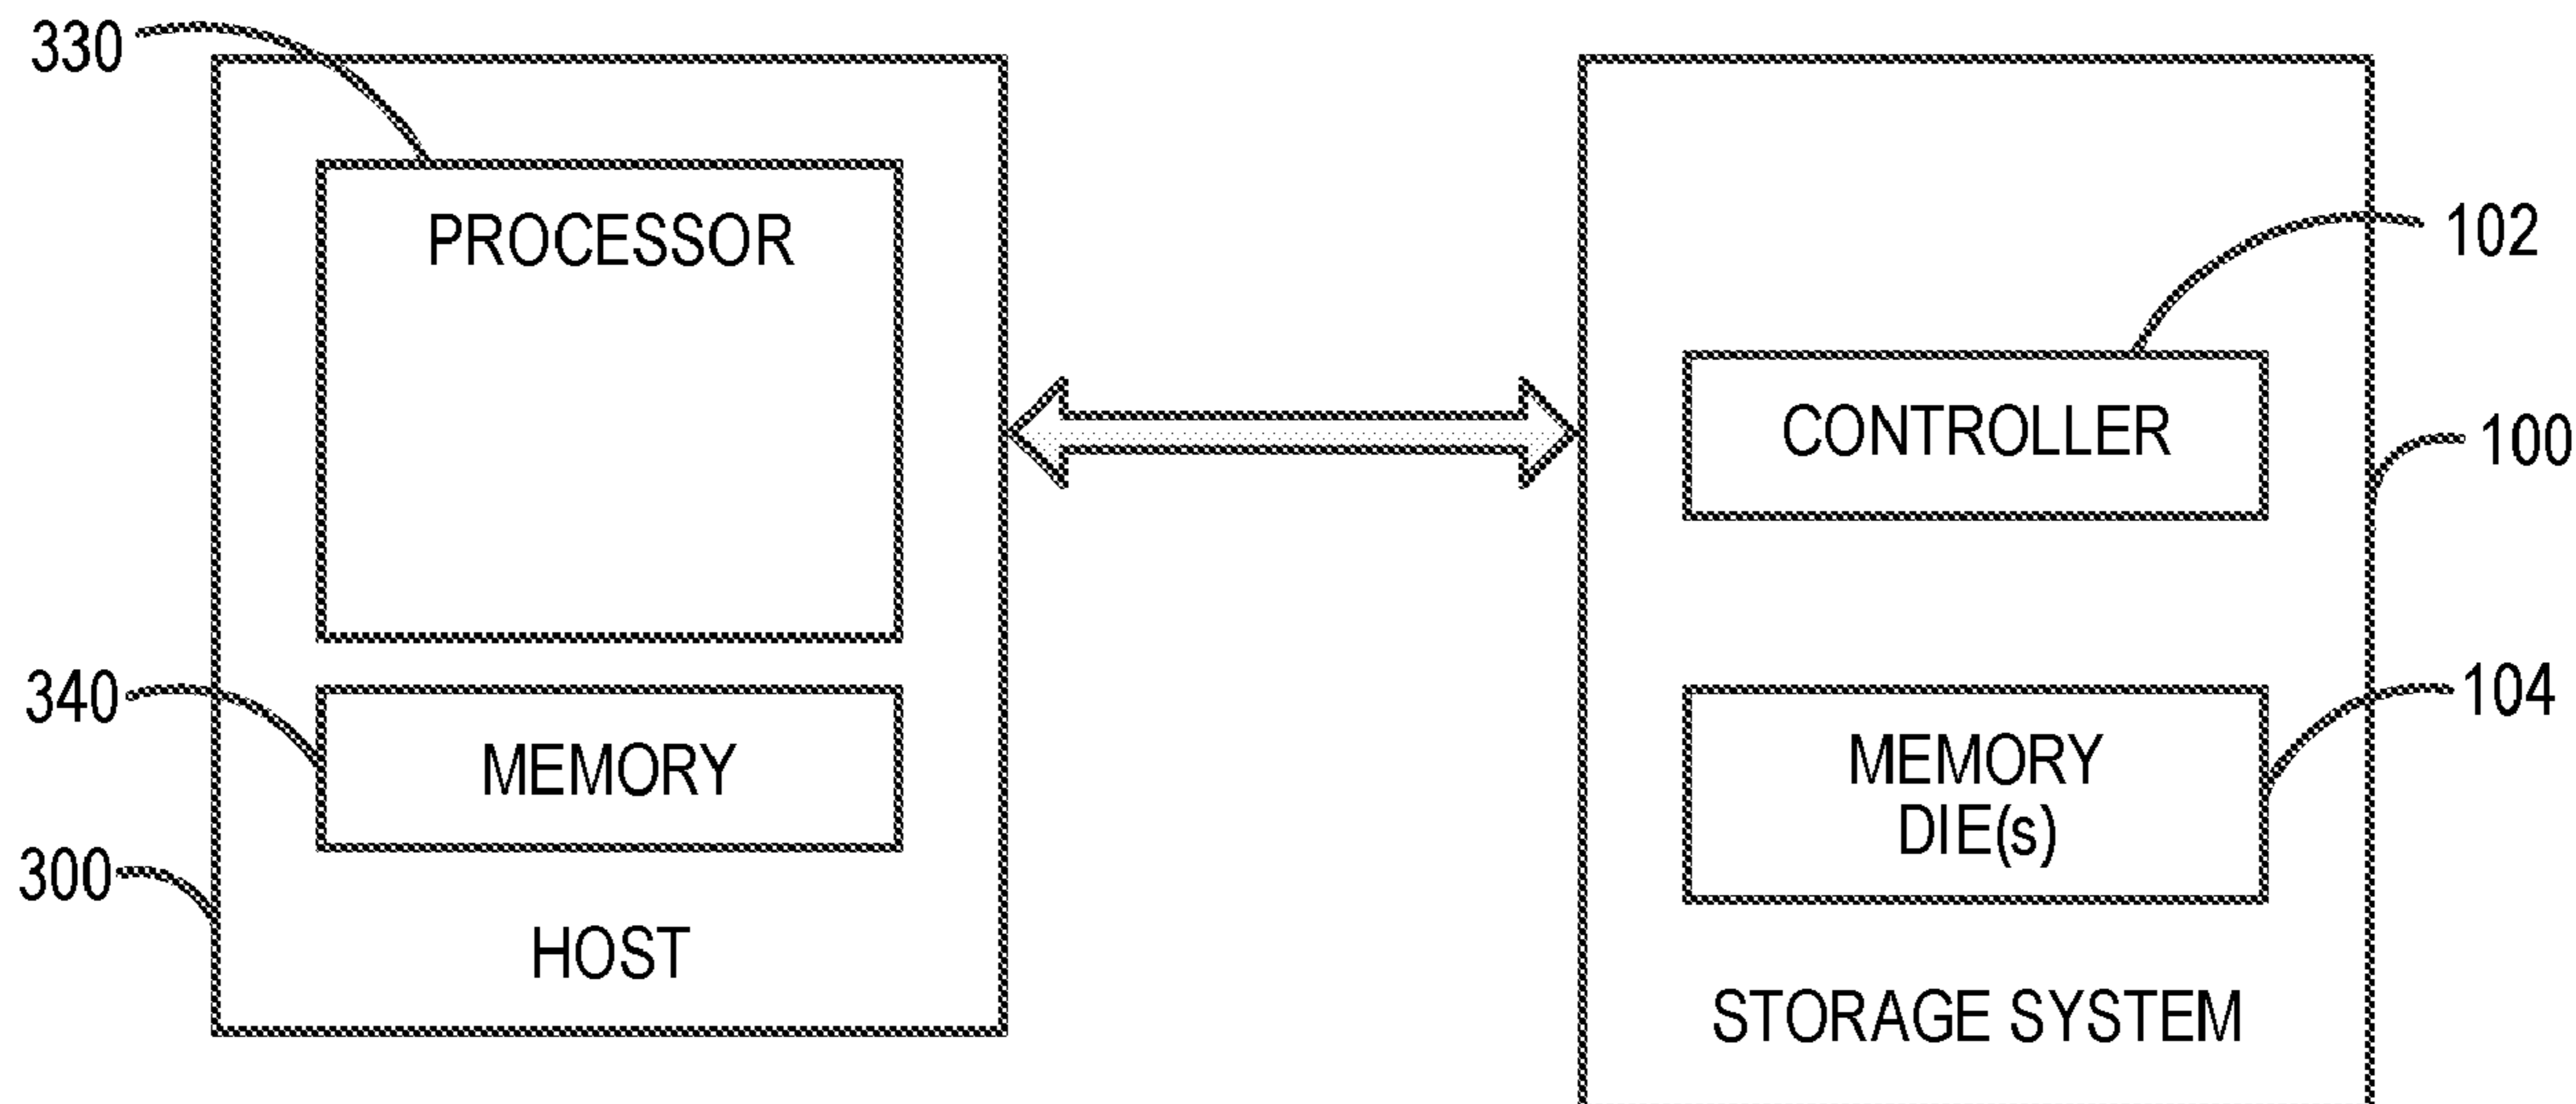 330
PROCESSOR
340
MEMORY
300
HOST
102
CONTROLLER
100
104
MEMORY
DIE(s)
STORAGE SYSTEM